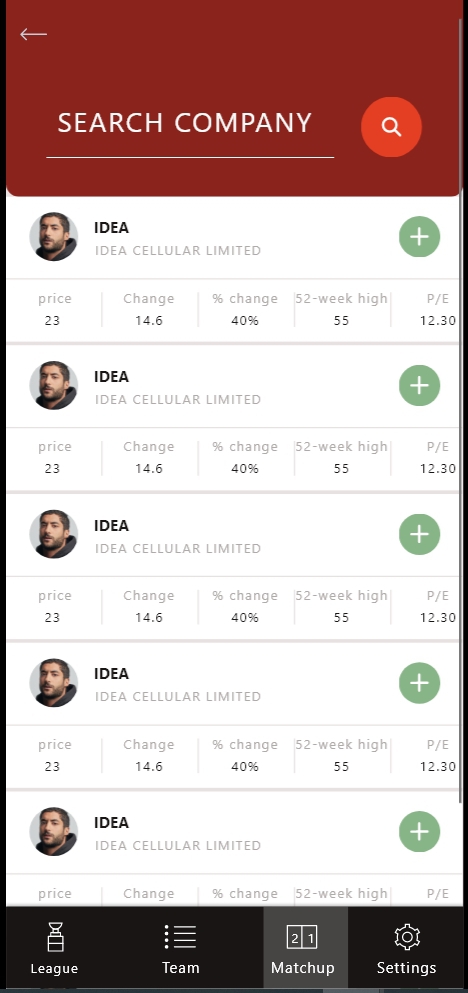 SEARCH COMPANY
IDEA
IDEA CELLULAR LIMITED
price Change % change 52-week high P/E
23 14.6 40% 55 12.30
IDEA
IDEA CELLULAR LIMITED
price Change % change 52-week high P/E
23 14.6 40% 55 12.30
IDEA
IDEA CELLULAR LIMITED
price Change % change 52-week high P/E
23 14.6 40% 55 12.30
IDEA
IDEA CELLULAR LIMITED
price Change % change 52-week high P/E
23 14.6 40% 55 12.30
IDEA
IDEA CELLULAR LIMITED
price Change % change 52-week high P/E
2 1
League Team Matchup Settings